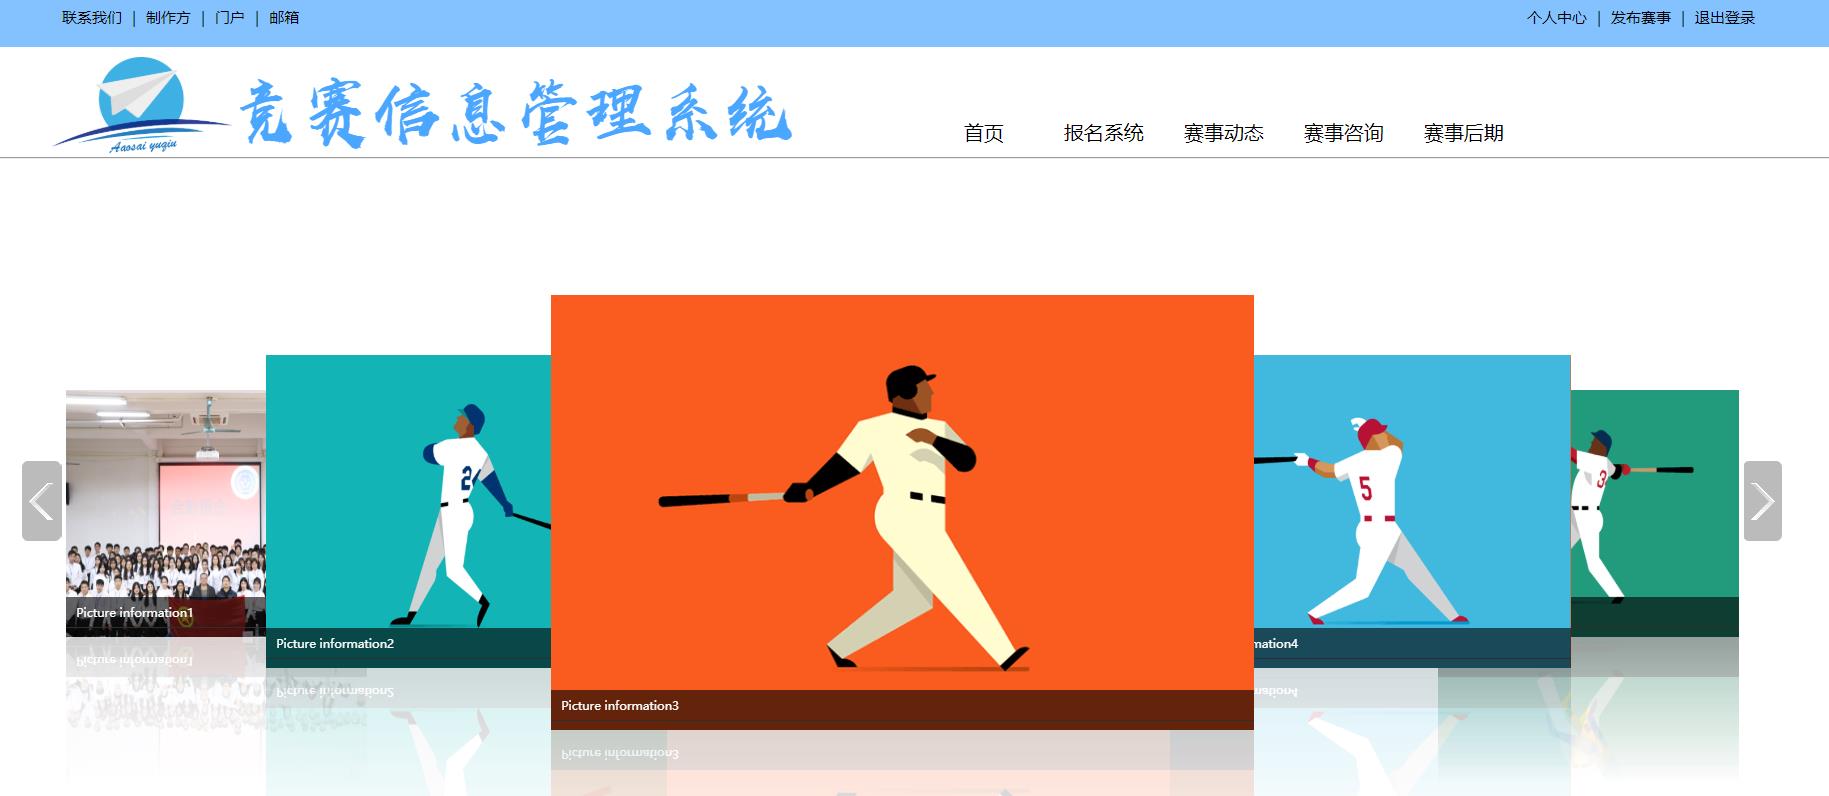 联系我们 | 制作方 | 门户 | 邮箱
个人中心 | 发布赛事 | 退出登录
Aaosai yuqiu
竞赛信息管理系统
首页 报名系统 赛事动态 赛事咨询 赛事后期
2
5
3
Picture information1
Picture information2
Picture information3
mation4